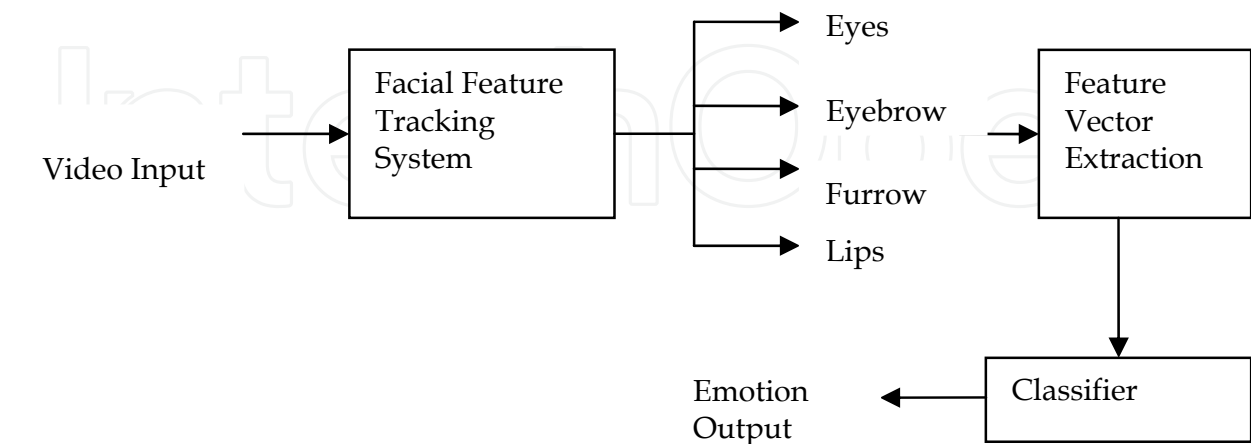 Video Input
Facial Feature
Tracking
System
Eyes
Eyebrow
Furrow
Lips
Feature
Vector
Extraction
Classifier
Emotion
Output